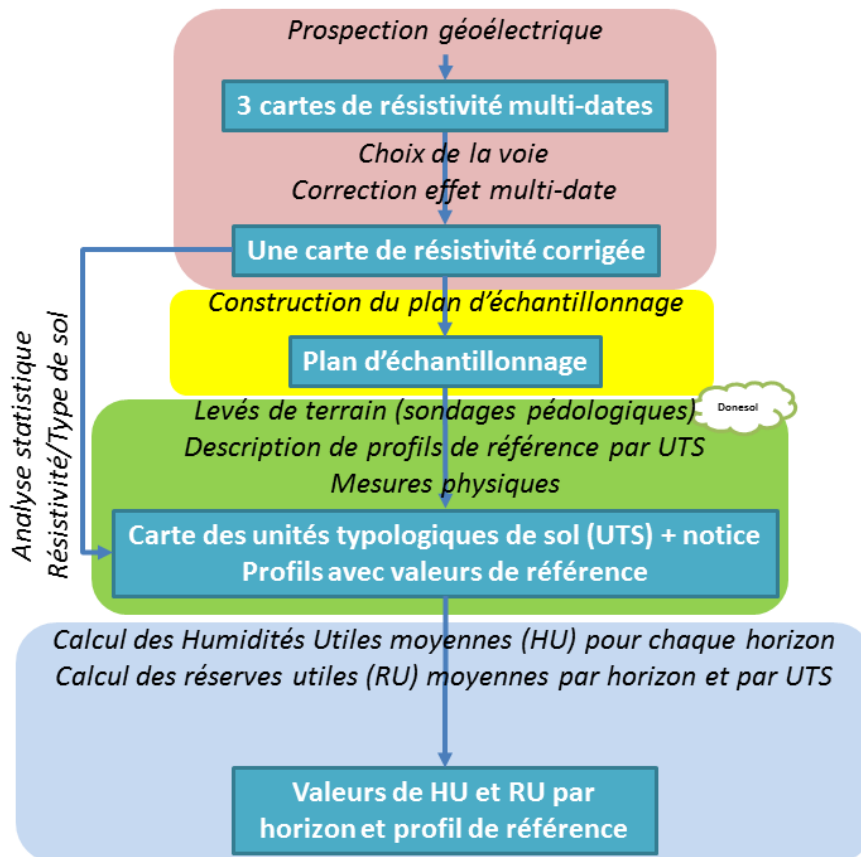 Prospection géoélectrique
3 cartes de résistivité multi-dates
Choix de la voie
Correction effet multi-date
Une carte de résistivité corrigée
Construction du plan d'échantillonnage
Plan d'échantillonnage
Levés de terrain (sondages pédologiques)
Donesol
Description de profils de référence par UTS
Mesures physiques
Analyse statistique
Résistivité/Type de sol
Carte des unités typologiques de sol (UTS) + notice
Profils avec valeurs de référence
Calcul des Humidités Utiles moyennes (HU) pour chaque horizon
Calcul des réserves utiles (RU) moyennes par horizon et par UTS
Valeurs de HU et RU par
horizon et profil de référence